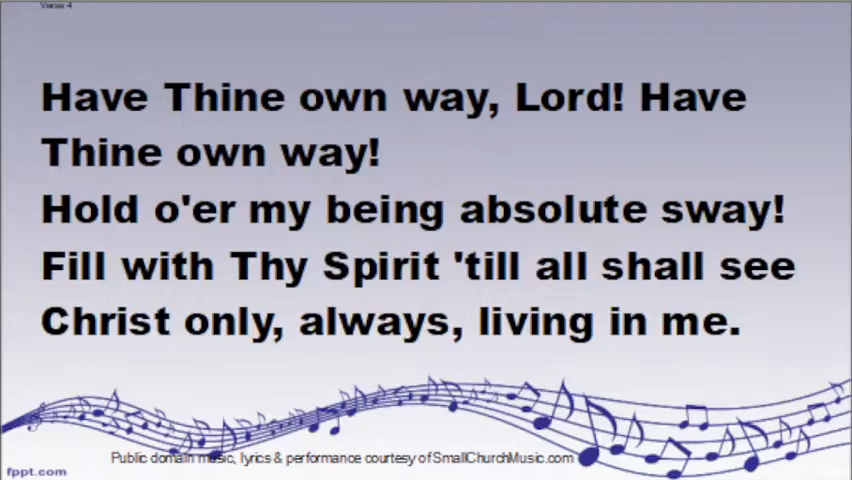 Verse 4
Have Thine own way, Lord! Have
Thine own way!
Hold o'er my being absolute sway!
Fill with Thy Spirit 'till all shall see
Christ only, always, living in me.
Public domain music, lyrics & performance courtesy of SmallChurchMusic.com
fppt.com